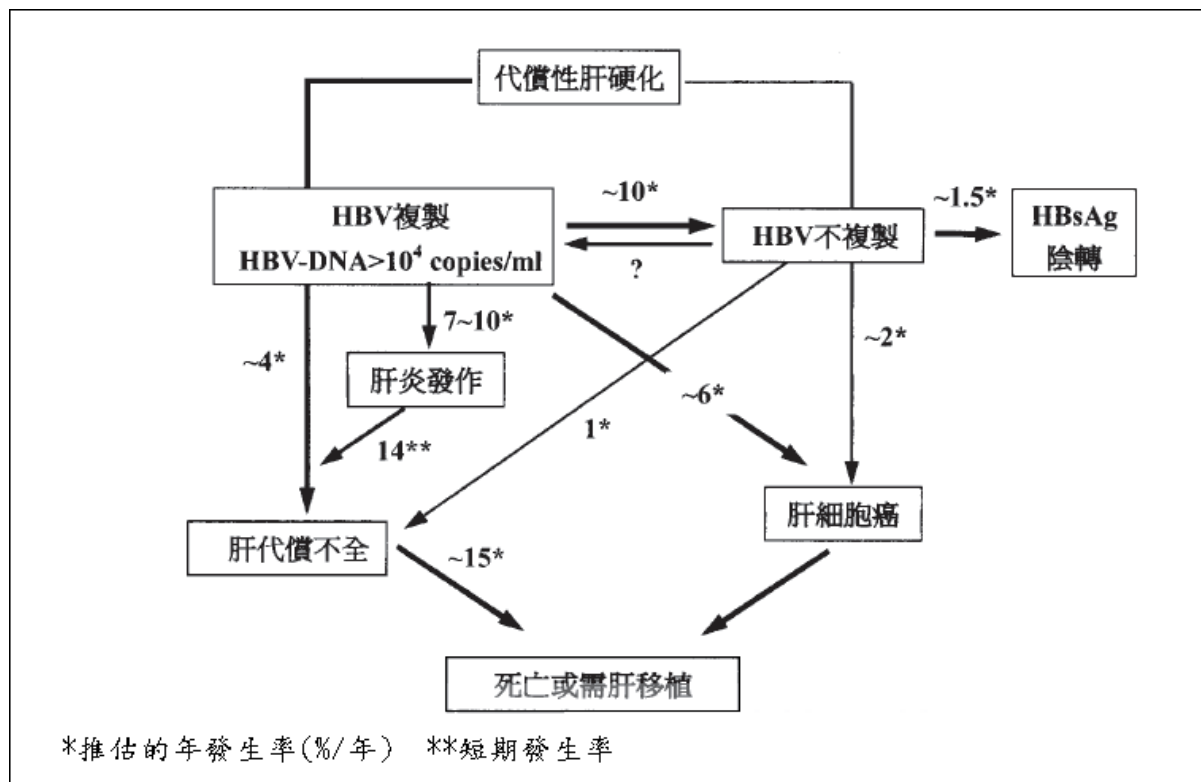 代償性肝硬化
HBV複製
HBV-DNA>10⁴ copies/ml
~10*
?
HBV不複製
~1.5*
HBsAg
陰轉
7~10*
~4*
肝炎發作
14**
1*
~6*
~2*
肝代償不全
肝細胞癌
~15*
死亡或需肝移植
*推估的年發生率(%/年) **短期發生率